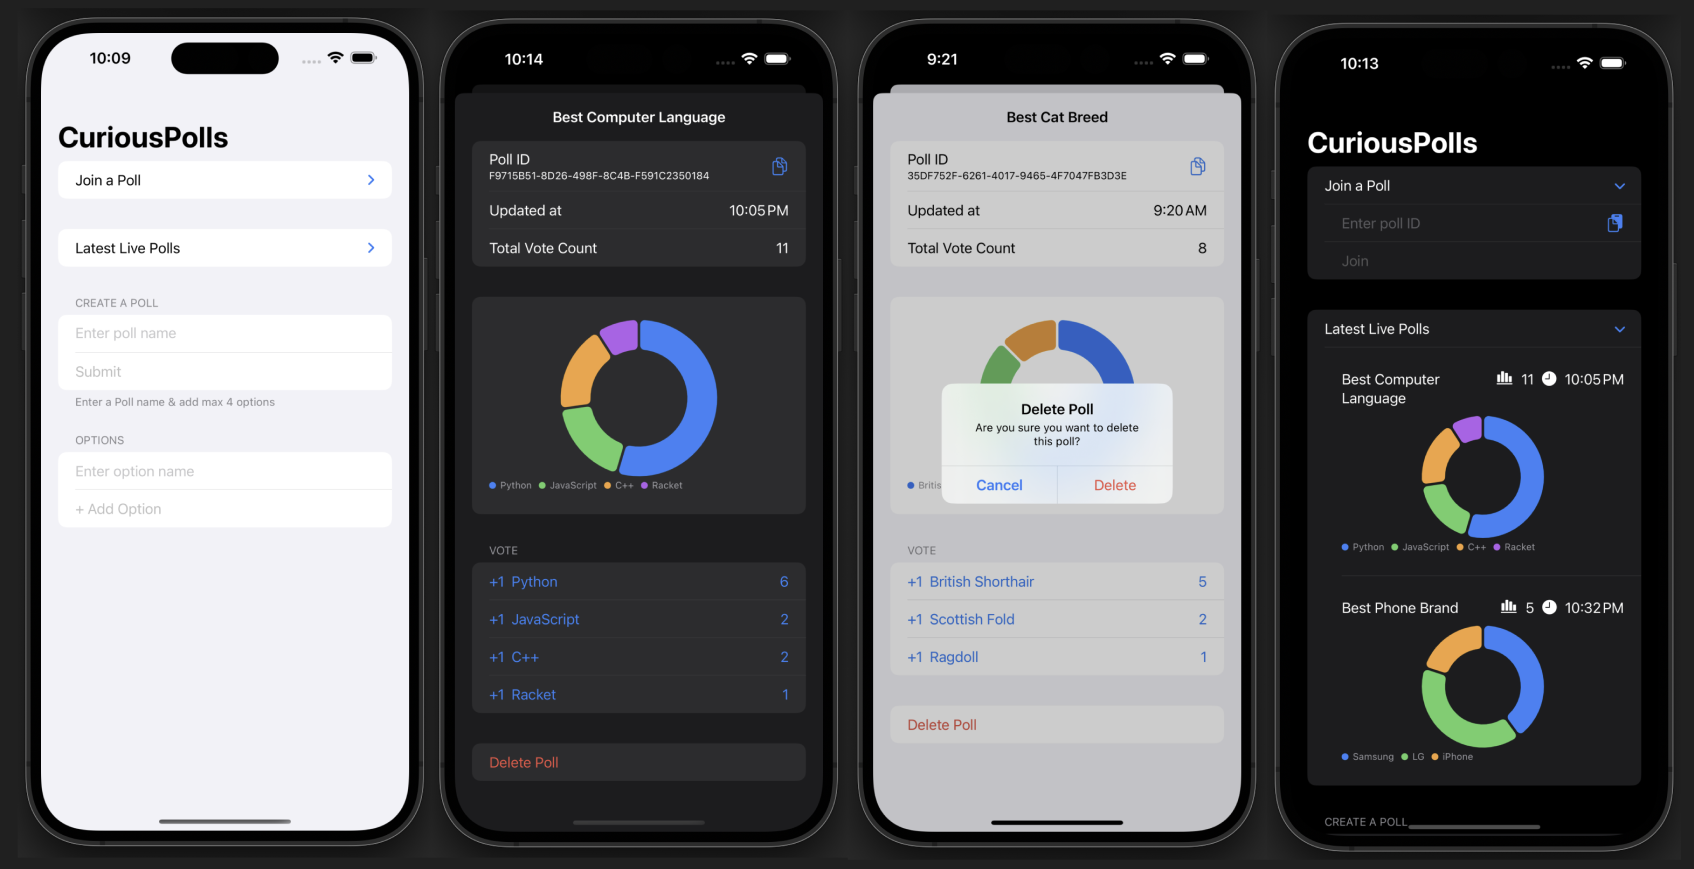 10:09
CuriousPolls
Join a Poll
Latest Live Polls
CREATE A POLL
Enter poll name
Submit
Enter a Poll name & add max 4 options
OPTIONS
Enter option name
+ Add Option
10:14
Best Computer Language
Poll ID
F9715B51-8D26-498F-8C4B-F591C2350184
Updated at 10:05 PM
Total Vote Count 11
Python JavaScript C++ Racket
VOTE
+1 Python 6
+1 JavaScript 2
+1 C++ 2
+1 Racket 1
Delete Poll
9:21
Best Cat Breed
Poll ID
35DF752F-6261-4017-9465-4F7047FB3D3E
Updated at 9:20 AM
Total Vote Count 8
Delete Poll
Are you sure you want to delete
this poll?
Cancel Delete
Britis
VOTE
+1 British Shorthair 5
+1 Scottish Fold 2
+1 Ragdoll 1
Delete Poll
10:13
CuriousPolls
Join a Poll
Enter poll ID
Join
Latest Live Polls
Best Computer 11 10:05 PM
Language
Python JavaScript C++ Racket
Best Phone Brand 5 10:32 PM
Samsung LG iPhone
CREATE A POLL